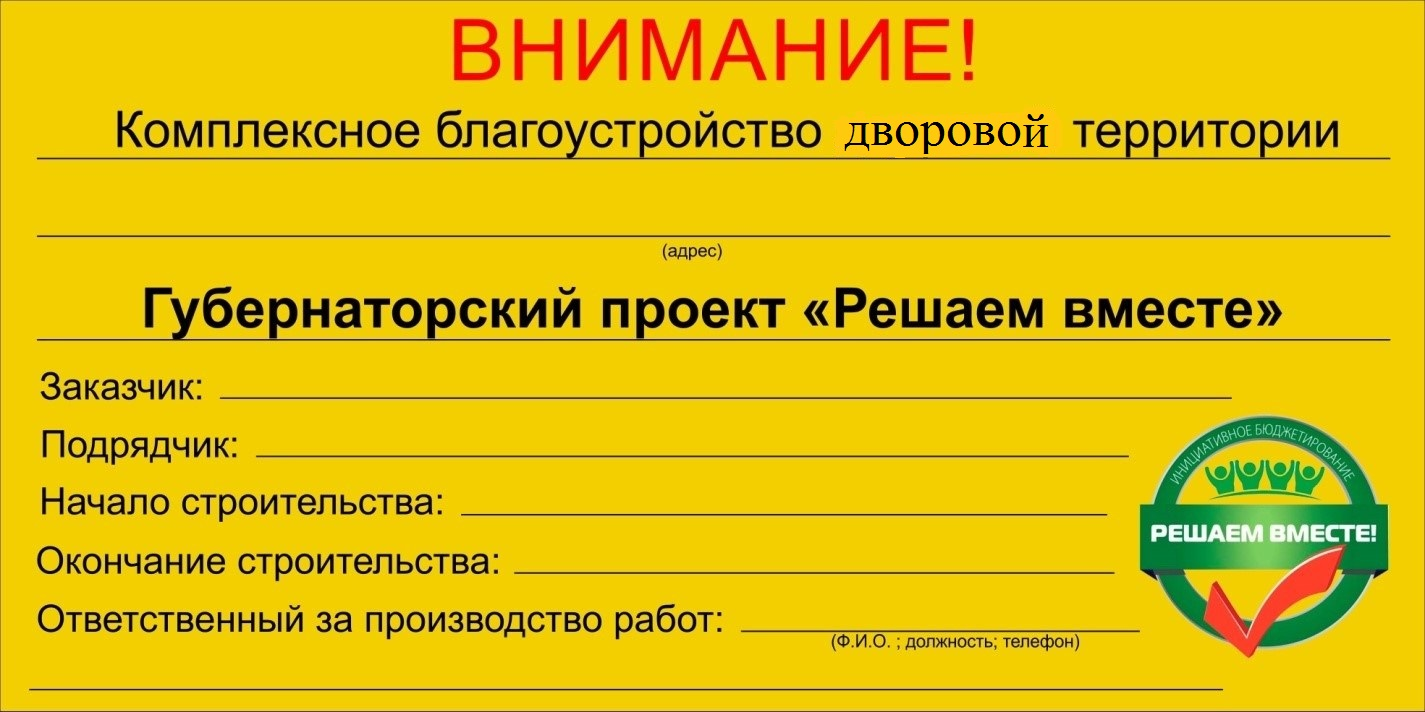 ВНИМАНИЕ!
Комплексное благоустройство дворовой территории
(адрес)
Губернаторский проект «Решаем вместе»
Заказчик:
Подрядчик:
Начало строительства:
Окончание строительства:
Ответственный за производство работ:
(Ф.И.О. ; должность; телефон)
ИНИЦИАТИВНОЕ БЮДЖЕТИРОВАНИЕ
РЕШАЕМ ВМЕСТЕ!